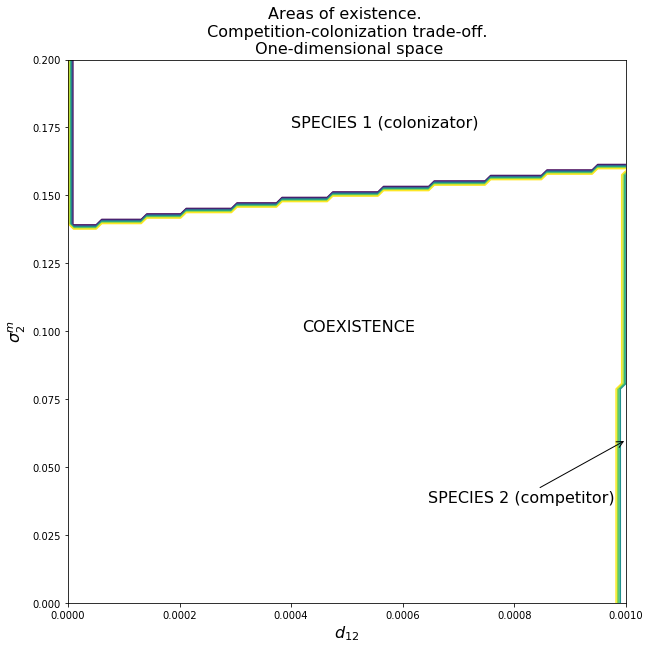 Areas of existence.
Competition-colonization trade-off.
One-dimensional space
0.200
0.175
0.150
0.125
0.100
0.075
0.050
0.025
0.000
σ₂ᵐ
SPECIES 1 (colonizator)
COEXISTENCE
SPECIES 2 (competitor)
0.0000 0.0002 0.0004 0.0006 0.0008 0.0010
d₁₂